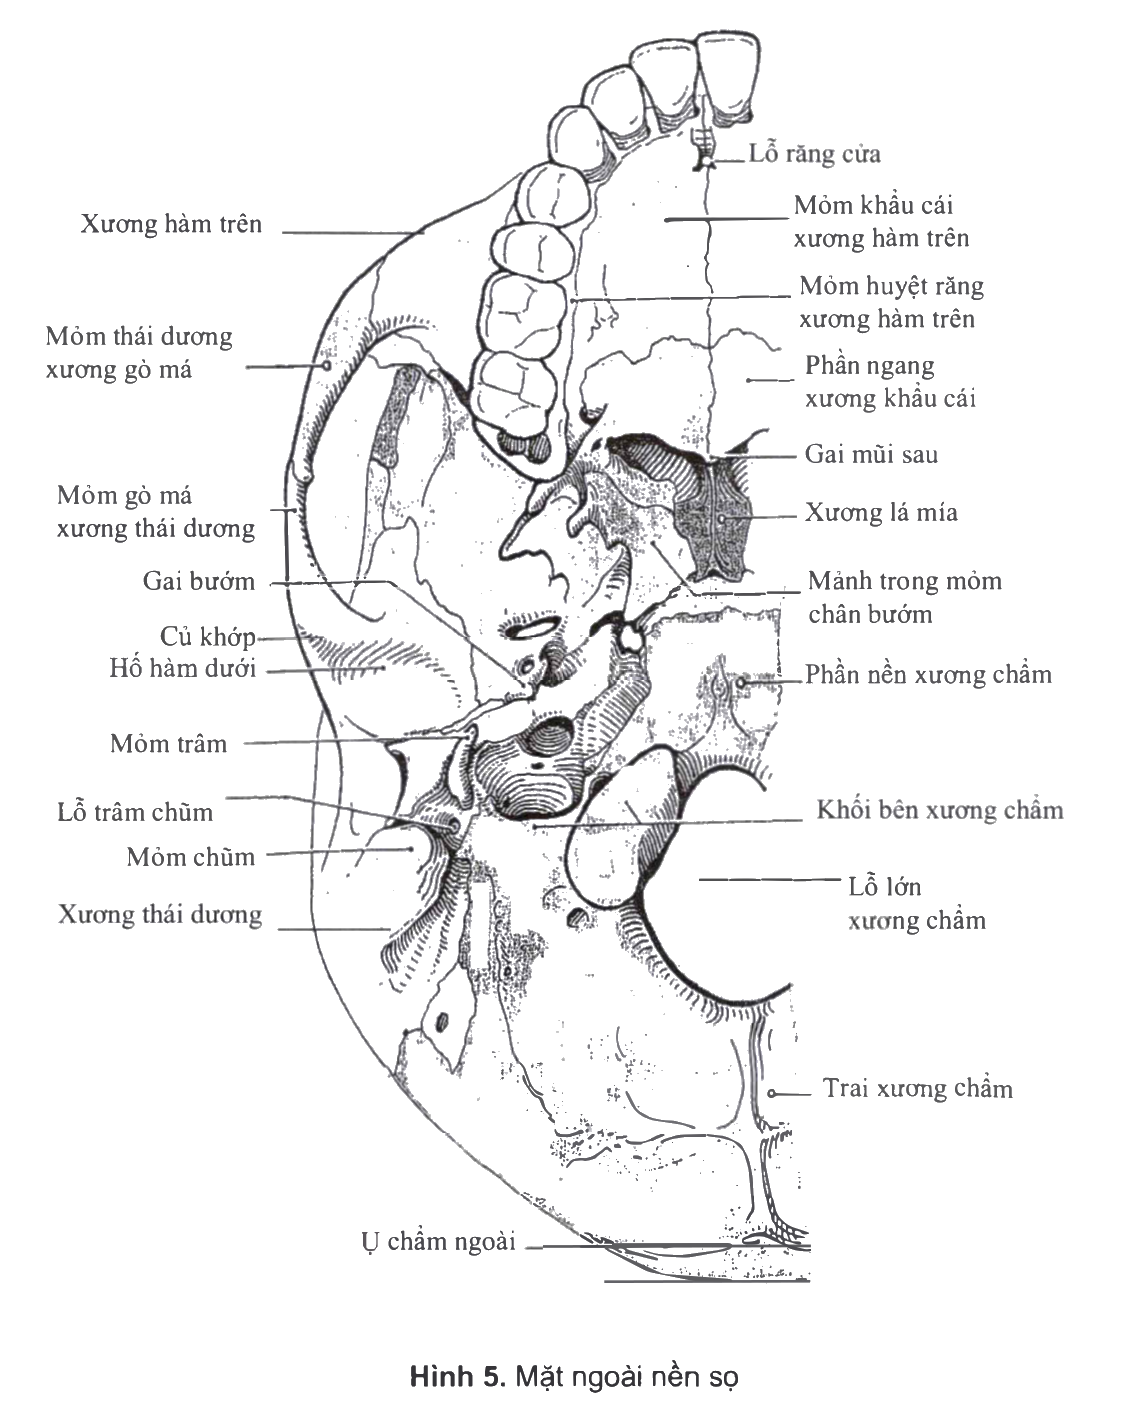 Lỗ răng cửa
Mỏm khẩu cái
xương hàm trên
Xương hàm trên
Mỏm huyệt răng
xương hàm trên
Mỏm thái dương
xương gò má
Phần ngang
xương khẩu cái
Gai mũi sau
Mỏm gò má
xương thái dương
Xương lá mía
Gai bướm
Mảnh trong mỏm
chân bướm
Củ khớp
Hố hàm dưới
Phần nền xương chẩm
Mỏm trâm
Lỗ trâm chũm
Khối bên xương chẩm
Mỏm chũm
Lỗ lớn
xương chẩm
Xương thái dương
Trai xương chẩm
Ụ chẩm ngoài
Hình 5. Mặt ngoài nền sọ